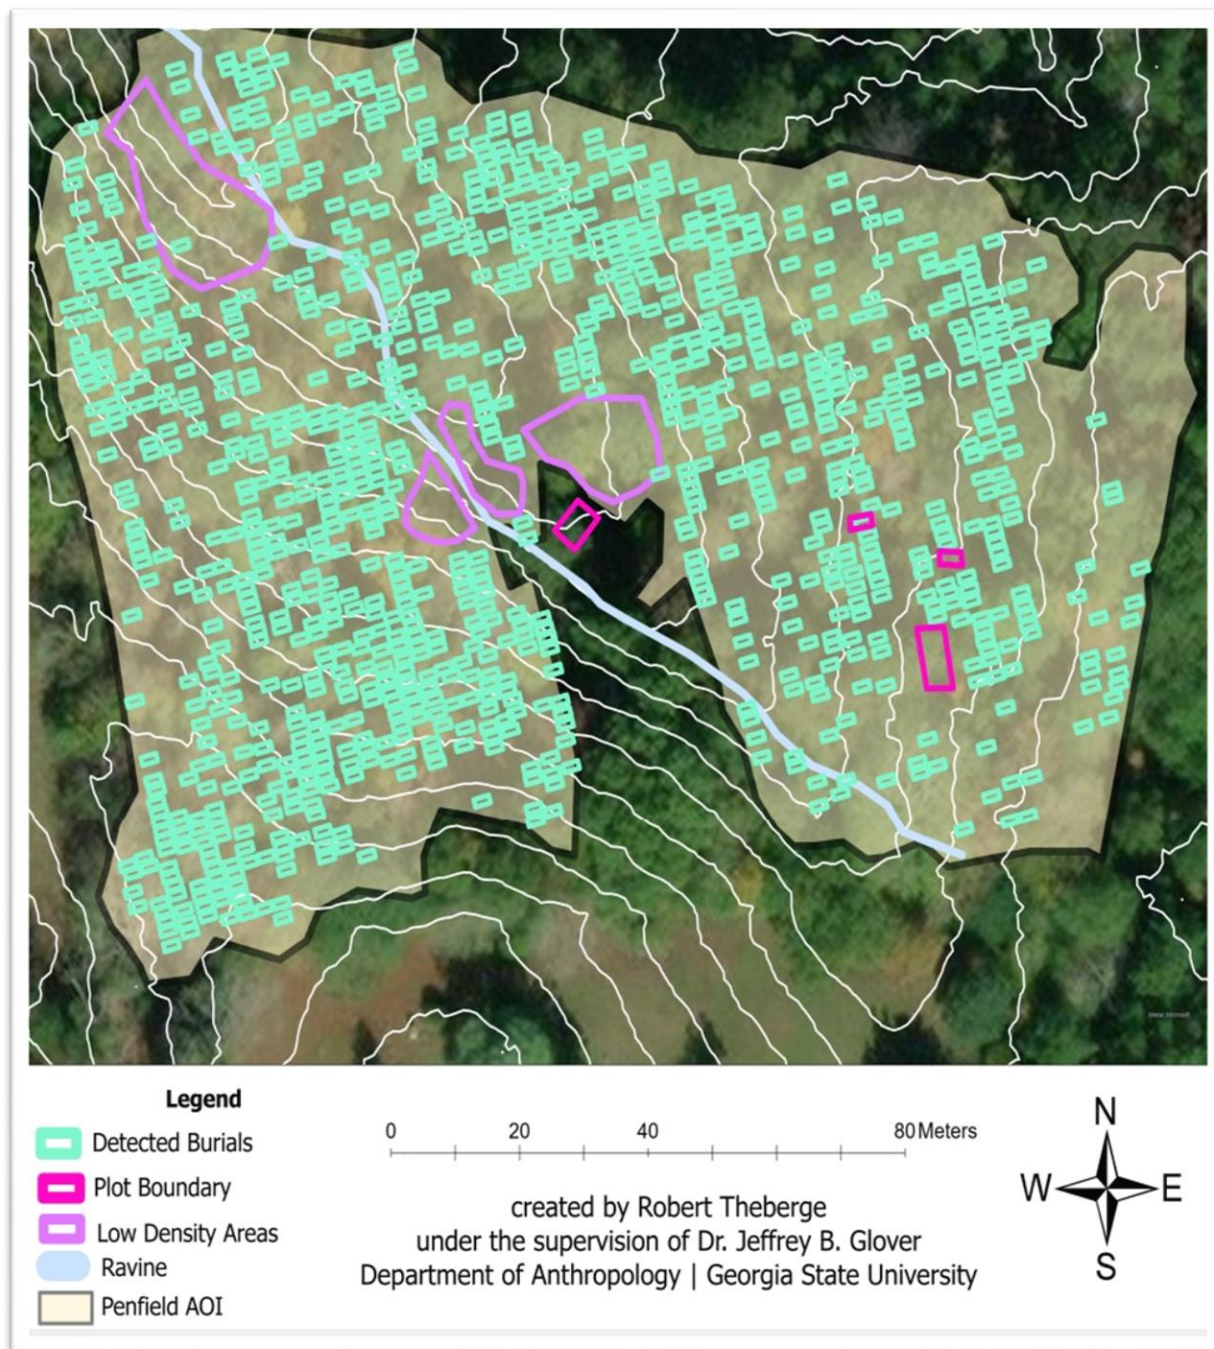 Legend
Detected Burials
Plot Boundary
Low Density Areas
Ravine
Penfield AOI
0 20 40 80 Meters
created by Robert Theberge
under the supervision of Dr. Jeffrey B. Glover
Department of Anthropology | Georgia State University
N
W E
S